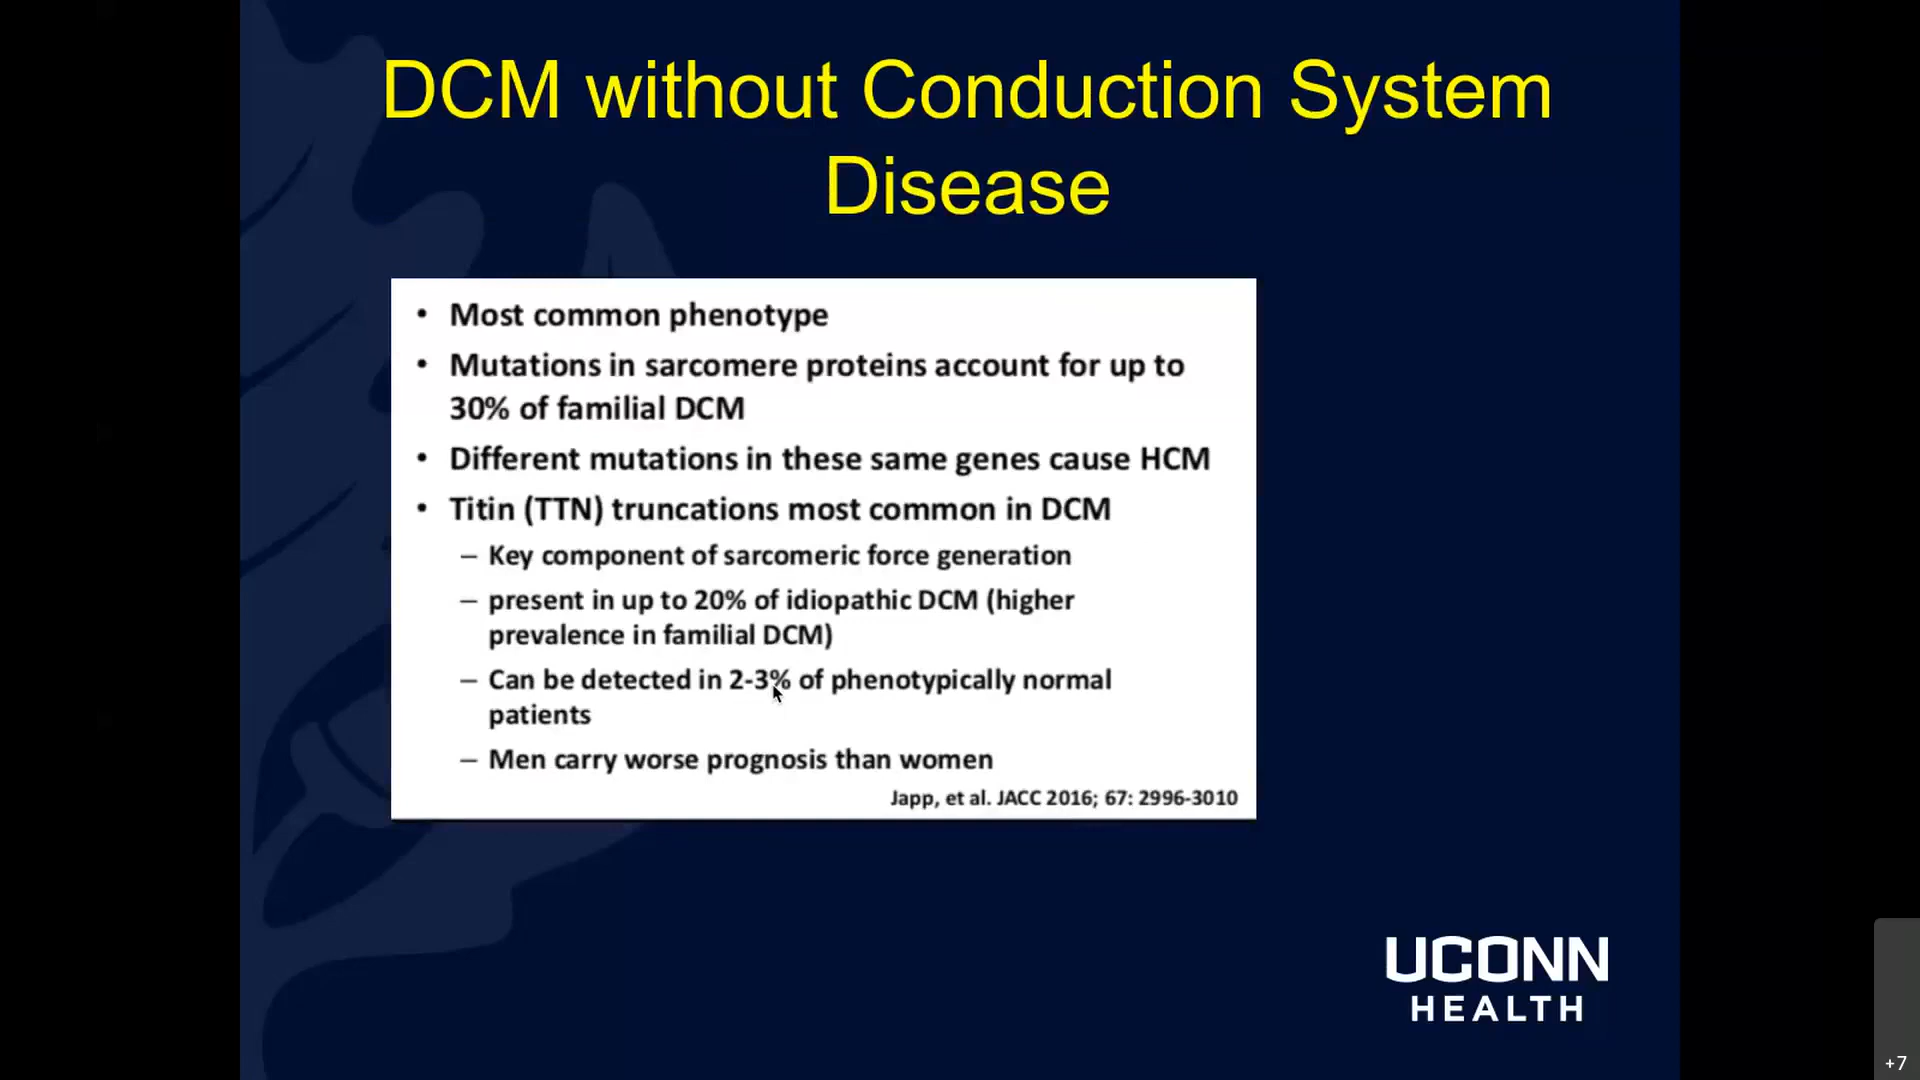 DCM without Conduction System
Disease
• Most common phenotype
• Mutations in sarcomere proteins account for up to
30% of familial DCM
• Different mutations in these same genes cause HCM
• Titin (TTN) truncations most common in DCM
– Key component of sarcomeric force generation
– present in up to 20% of idiopathic DCM (higher
prevalence in familial DCM)
– Can be detected in 2-3% of phenotypically normal
patients
– Men carry worse prognosis than women
Japp, et al. JACC 2016; 67: 2996-3010
UCONN
HEALTH
+7